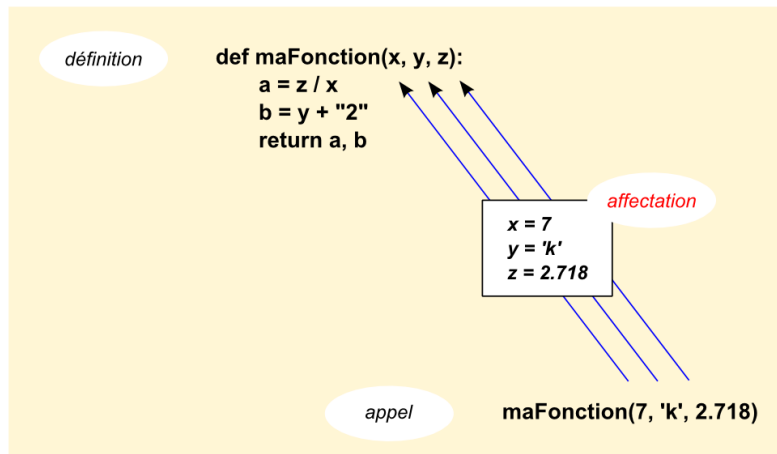 définition
def maFonction(x, y, z):
a = z / x
b = y + "2"
return a, b
affectation
x = 7
y = 'k'
z = 2.718
appel
maFonction(7, 'k', 2.718)